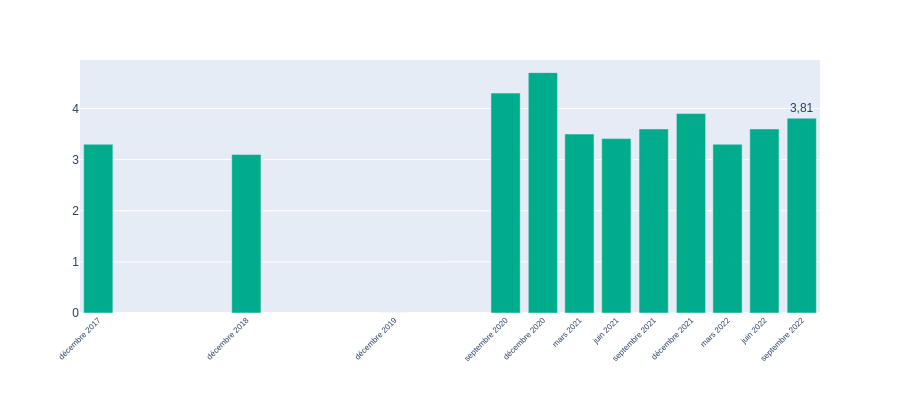 4
3
2
1
0
3,81
décembre 2017
décembre 2018
décembre 2019
septembre 2020
décembre 2020
mars 2021
juin 2021
septembre 2021
décembre 2021
mars 2022
juin 2022
septembre 2022